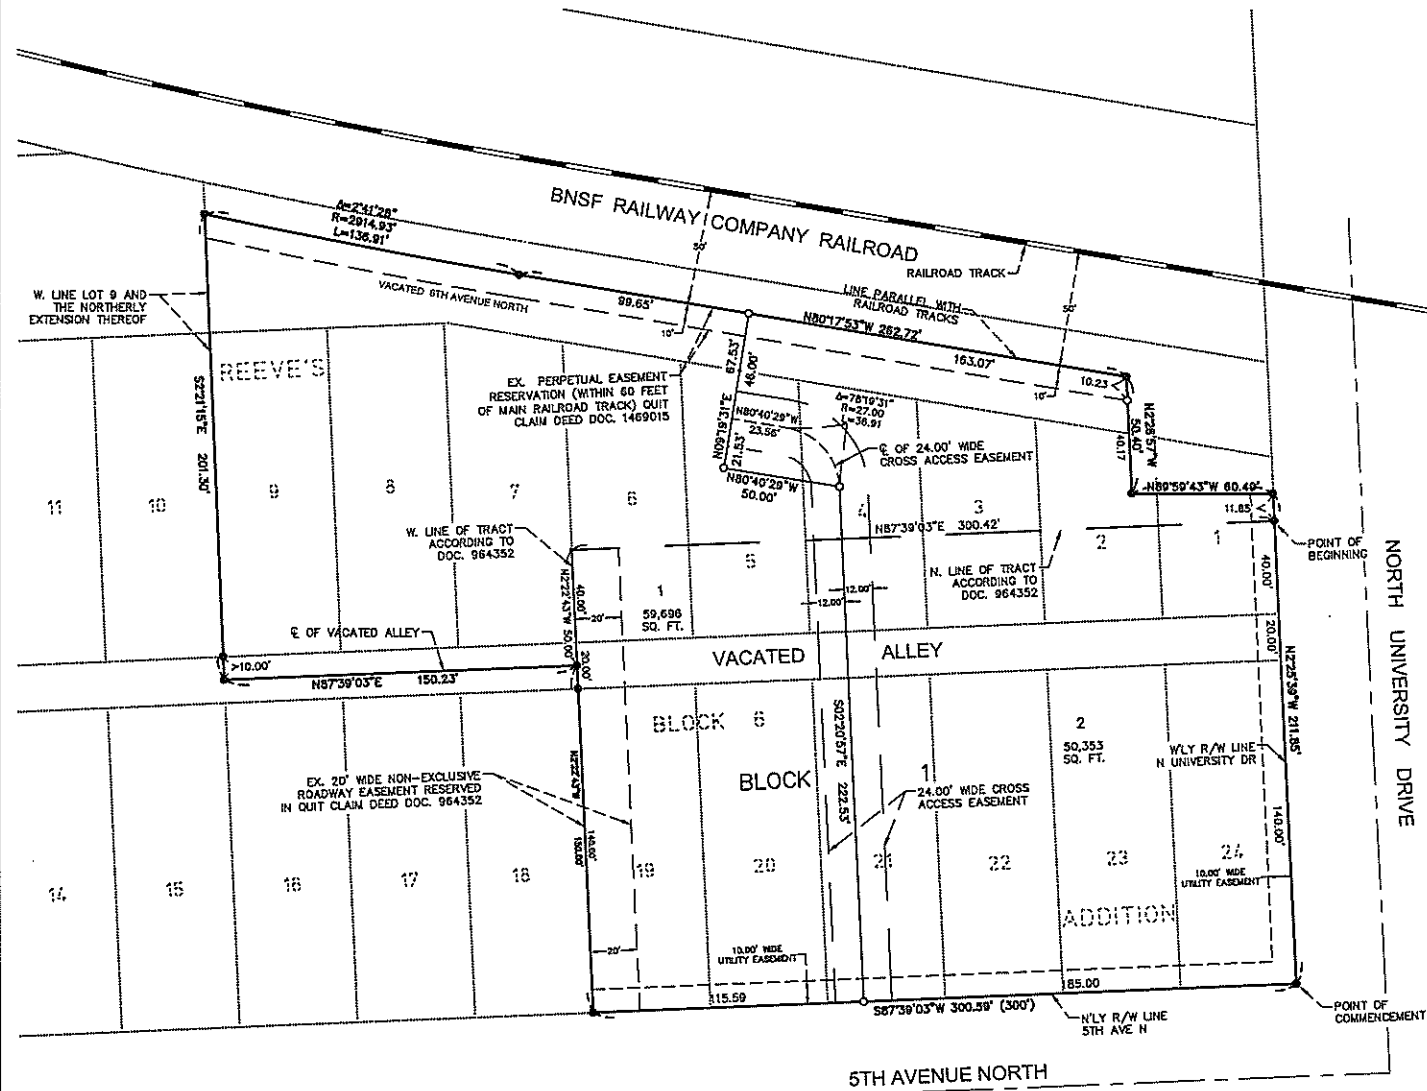 BNSF RAILWAY COMPANY RAILROAD
RAILROAD TRACK
Δ=2°41'28"
R=2914.93'
L=136.91'
50'
50'
W. LINE LOT 9 AND
THE NORTHERLY
EXTENSION THEREOF
VACATED 6TH AVENUE NORTH
99.65'
LINE PARALLEL WITH
RAILROAD TRACKS
N80°17'53"W 262.72'
163.07'
10'
10'
10.23
REEVE'S
EX. PERPETUAL EASEMENT
RESERVATION (WITHIN 60 FEET
OF MAIN RAILROAD TRACK) QUIT
CLAIM DEED DOC. 1469015
67.53'
46.00'
N09°19'31"E
21.53'
N80°40'29"W
23.56'
Δ=78°19'31"
R=27.00
L=36.91
℄ OF 24.00' WIDE
CROSS ACCESS EASEMENT
N80°40'29"W
50.00'
N2°26'57"W
50.40'
40.17
N89°59'43"W 60.49'
11.85'
POINT OF
BEGINNING
S2°21'15"E 201.30'
11
10
9
8
7
6
5
4
3
2
1
N87°39'03"E 300.42'
W. LINE OF TRACT
ACCORDING TO
DOC. 964352
N. LINE OF TRACT
ACCORDING TO
DOC. 964352
N2°22'43"W 50.00'
40.00'
20'
1
59,696
SQ. FT.
12.00'
12.00'
40.00'
20.00'
℄ OF VACATED ALLEY
10.00'
N87°39'03"E 150.23'
20.00'
VACATED ALLEY
NORTH UNIVERSITY DRIVE
N2°25'39"W 211.85'
BLOCK 6
BLOCK 1
2
50,353
SQ. FT.
W'LY R/W LINE
N UNIVERSITY DR
S02°20'57"E 222.53'
EX. 20' WIDE NON-EXCLUSIVE
ROADWAY EASEMENT RESERVED
IN QUIT CLAIM DEED DOC. 964352
N2°22'43"W
140.00'
150.00'
24.00' WIDE CROSS
ACCESS EASEMENT
140.00'
14
15
16
17
18
19
20
21
22
23
24
10.00' WIDE
UTILITY EASEMENT
ADDITION
20'
10.00' WIDE
UTILITY EASEMENT
115.59
185.00
S87°39'03"W 300.59' (300')
N'LY R/W LINE
5TH AVE N
POINT OF
COMMENCEMENT
5TH AVENUE NORTH